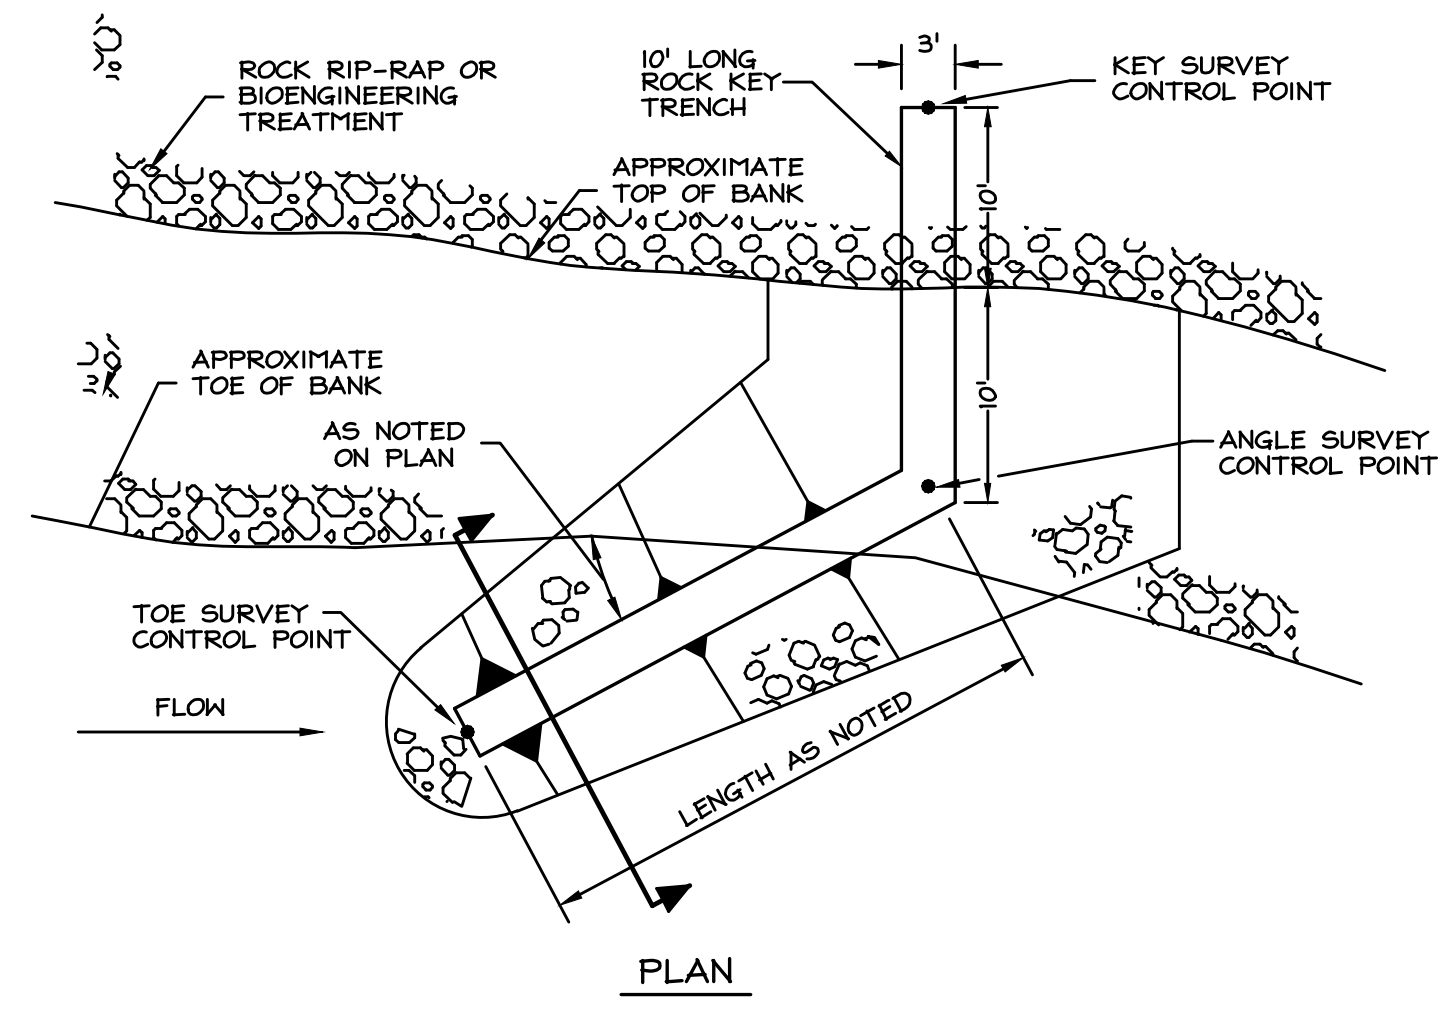 3'
10' LONG
ROCK KEY
TRENCH
KEY SURVEY
CONTROL POINT
ROCK RIP-RAP OR
BIOENGINEERING
TREATMENT
APPROXIMATE
TOP OF BANK
10'
APPROXIMATE
TOE OF BANK
10'
AS NOTED
ON PLAN
ANGLE SURVEY
CONTROL POINT
TOE SURVEY
CONTROL POINT
FLOW
LENGTH AS NOTED
PLAN